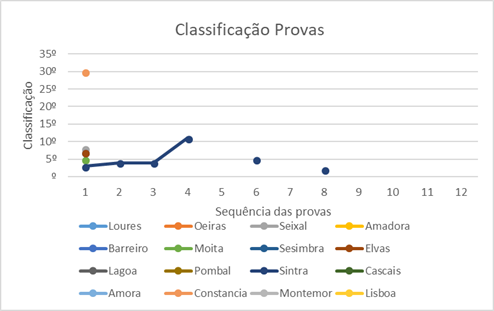 Classificação Provas
35º
30º
25º
20º
15º
10º
5º
º
Classificação
1 2 3 4 5 6 7 8 9 10 11 12
Sequência das provas
Loures Oeiras Seixal Amadora
Barreiro Moita Sesimbra Elvas
Lagoa Pombal Sintra Cascais
Amora Constancia Montemor Lisboa